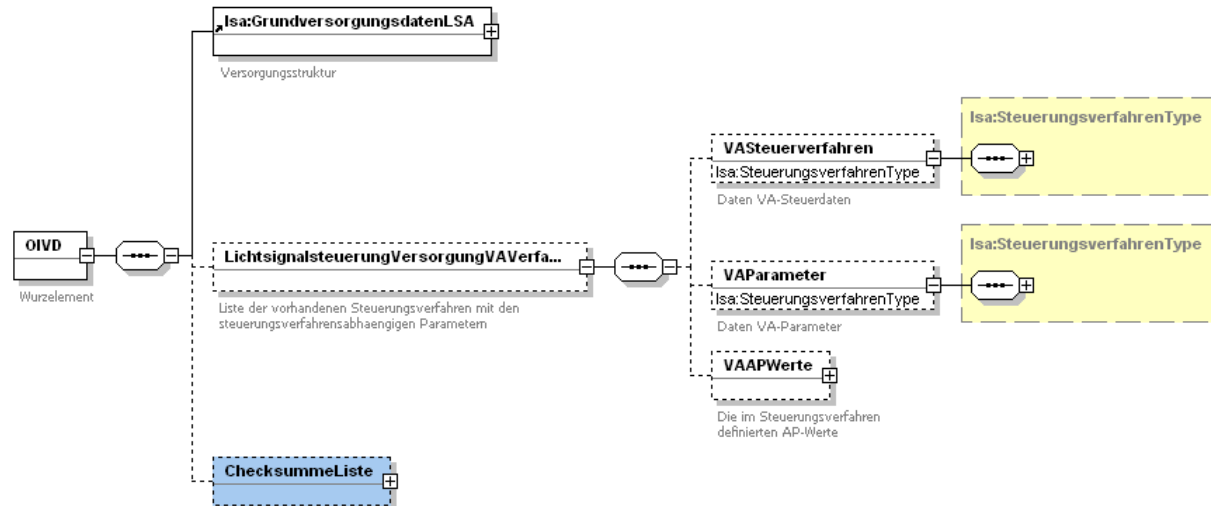 lsa:GrundversorgungsdatenLSA
Versorgungsstruktur
lsa:SteuerungsverfahrenType
VASteuerverfahren
lsa:SteuerungsverfahrenType
Daten VA-Steuerdaten
OIVD
Wurzelement
LichtsignalsteuerungVersorgungVAVerfa...
Liste der vorhandenen Steuerungsverfahren mit den
steuerungsverfahrensabhaengigen Parametern
lsa:SteuerungsverfahrenType
VAParameter
lsa:SteuerungsverfahrenType
Daten VA-Parameter
VAAPWerte
Die im Steuerungsverfahren
definierten AP-Werte
ChecksummeListe